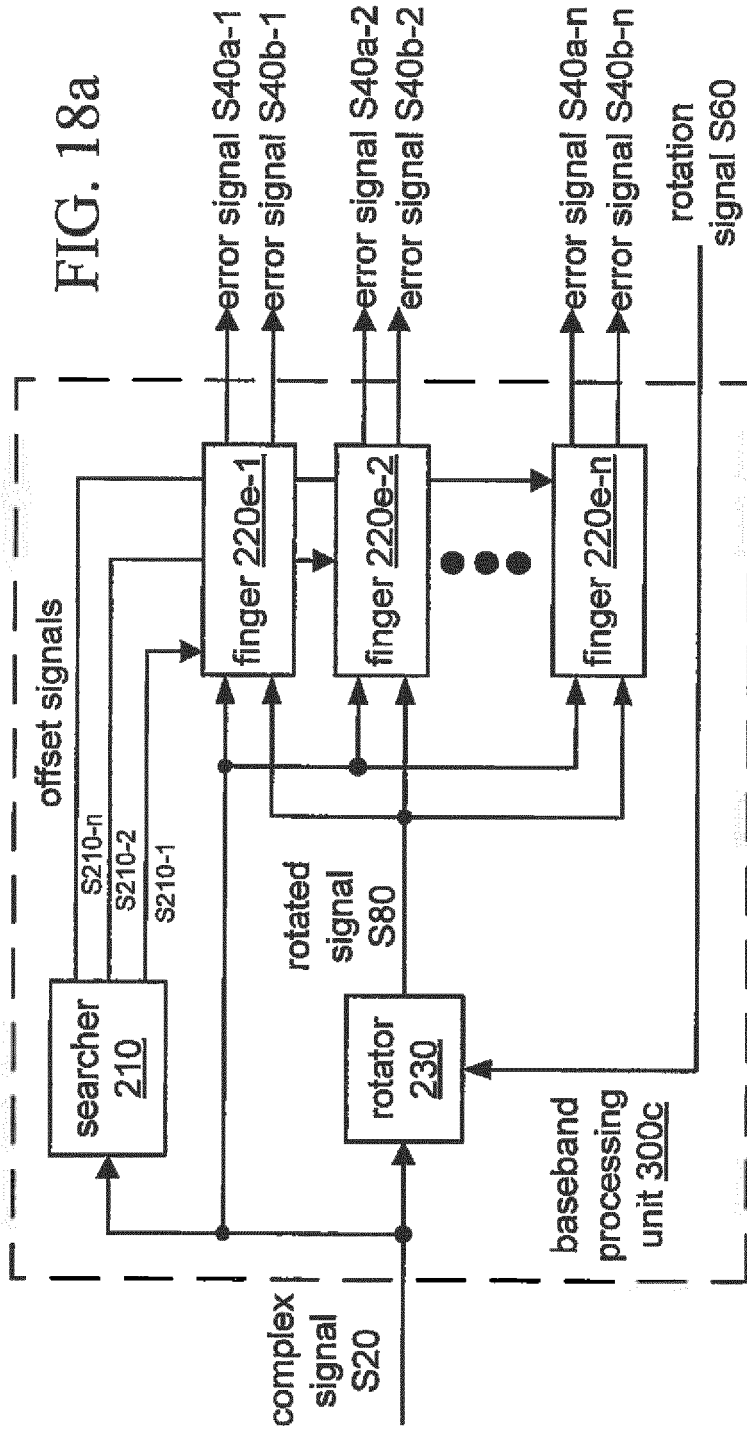 FIG. 18a
searcher
210
offset signals
S210-n
S210-2
S210-1
finger 220e-1
error signal S40a-1
error signal S40b-1
finger 220e-2
error signal S40a-2
error signal S40b-2
finger 220e-n
error signal S40a-n
error signal S40b-n
complex
signal
S20
rotator
230
rotated
signal
S80
baseband
processing
unit 300c
rotation
signal S60